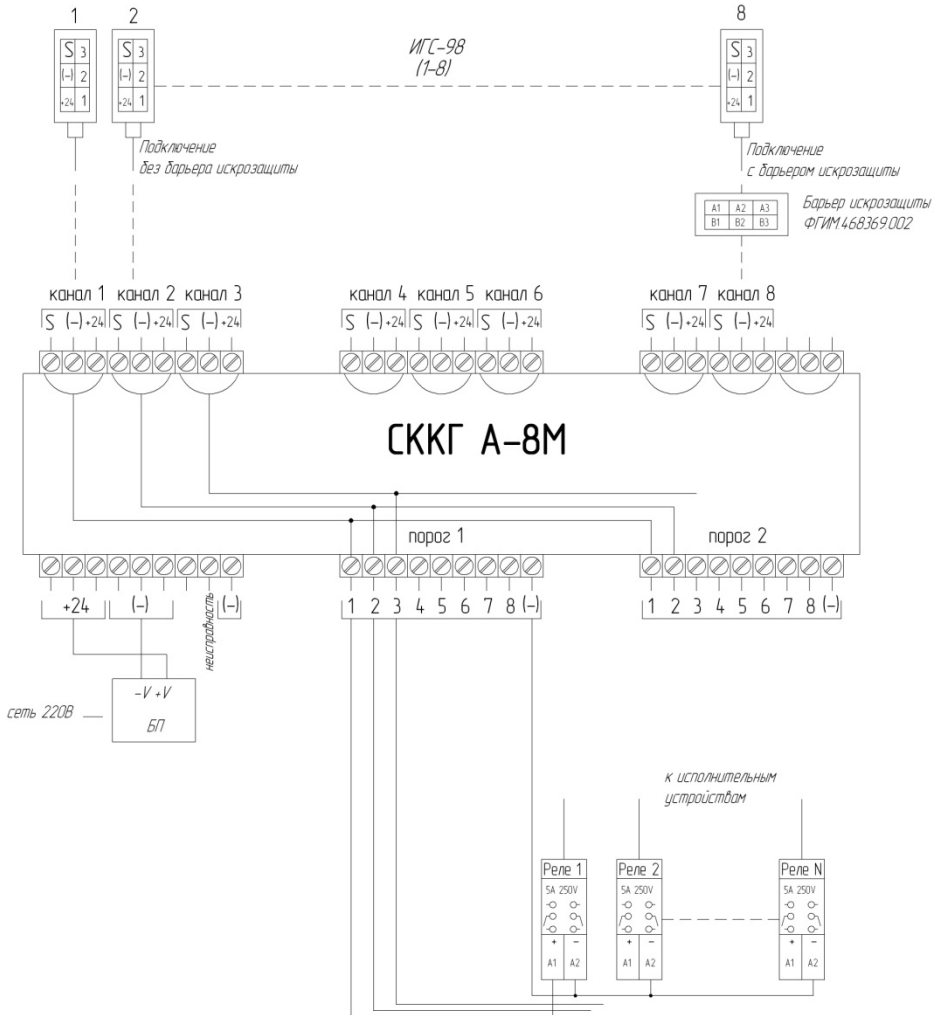 1 2 8
S 3 S 3 S 3
(-) 2 (-) 2 (-) 2
+24 1 +24 1 +24 1
ИГС-98
(1-8)
Подключение
без барьера искрозащиты
Подключение
с барьером искрозащиты
A1 A2 A3
B1 B2 B3
Барьер искрозащиты
ФГИМ.468369.002
канал 1 канал 2 канал 3 канал 4 канал 5 канал 6 канал 7 канал 8
S (-) +24 S (-) +24 S (-) +24 S (-) +24 S (-) +24 S (-) +24 S (-) +24 S (-) +24
СККГ А-8М
порог 1 порог 2
+24 (-) неисправность (-)
1 2 3 4 5 6 7 8 (-)
1 2 3 4 5 6 7 8 (-)
-V +V
БП
сеть 220В
к исполнительным
устройствам
Реле 1 Реле 2 Реле N
5A 250V 5A 250V 5A 250V
+ - + - + -
A1 A2 A1 A2 A1 A2